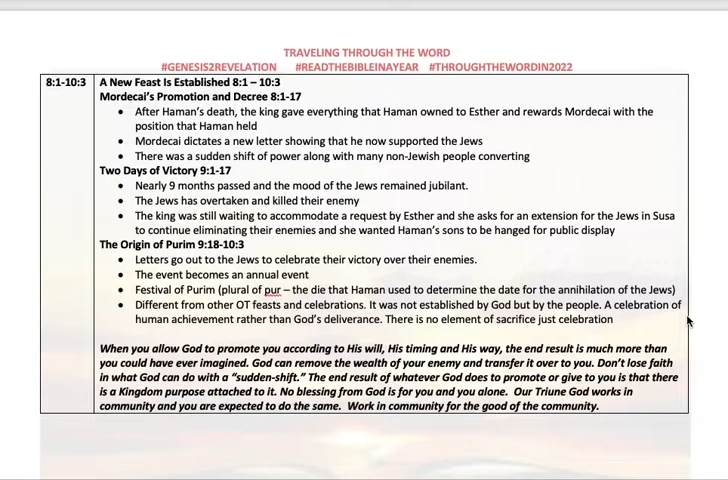 TRAVELING THROUGH THE WORD
#GENESIS2REVELATION #READTHEBIBLEINAYEAR #THROUGHTHEWORDIN2022
8:1-10:3 A New Feast Is Established 8:1 – 10:3
Mordecai's Promotion and Decree 8:1-17
• After Haman's death, the king gave everything that Haman owned to Esther and rewards Mordecai with the
position that Haman held
• Mordecai dictates a new letter showing that he now supported the Jews
• There was a sudden shift of power along with many non-Jewish people converting
Two Days of Victory 9:1-17
• Nearly 9 months passed and the mood of the Jews remained jubilant.
• The Jews has overtaken and killed their enemy
• The king was still waiting to accommodate a request by Esther and she asks for an extension for the Jews in Susa
to continue eliminating their enemies and she wanted Haman's sons to be hanged for public display
The Origin of Purim 9:18-10:3
• Letters go out to the Jews to celebrate their victory over their enemies.
• The event becomes an annual event
• Festival of Purim (plural of pur – the die that Haman used to determine the date for the annihilation of the Jews)
• Different from other OT feasts and celebrations. It was not established by God but by the people. A celebration of
human achievement rather than God's deliverance. There is no element of sacrifice just celebration
When you allow God to promote you according to His will, His timing and His way, the end result is much more than
you could have ever imagined. God can remove the wealth of your enemy and transfer it over to you. Don't lose faith
in what God can do with a "sudden-shift." The end result of whatever God does to promote or give to you is that there
is a Kingdom purpose attached to it. No blessing from God is for you and you alone. Our Triune God works in
community and you are expected to do the same. Work in community for the good of the community.